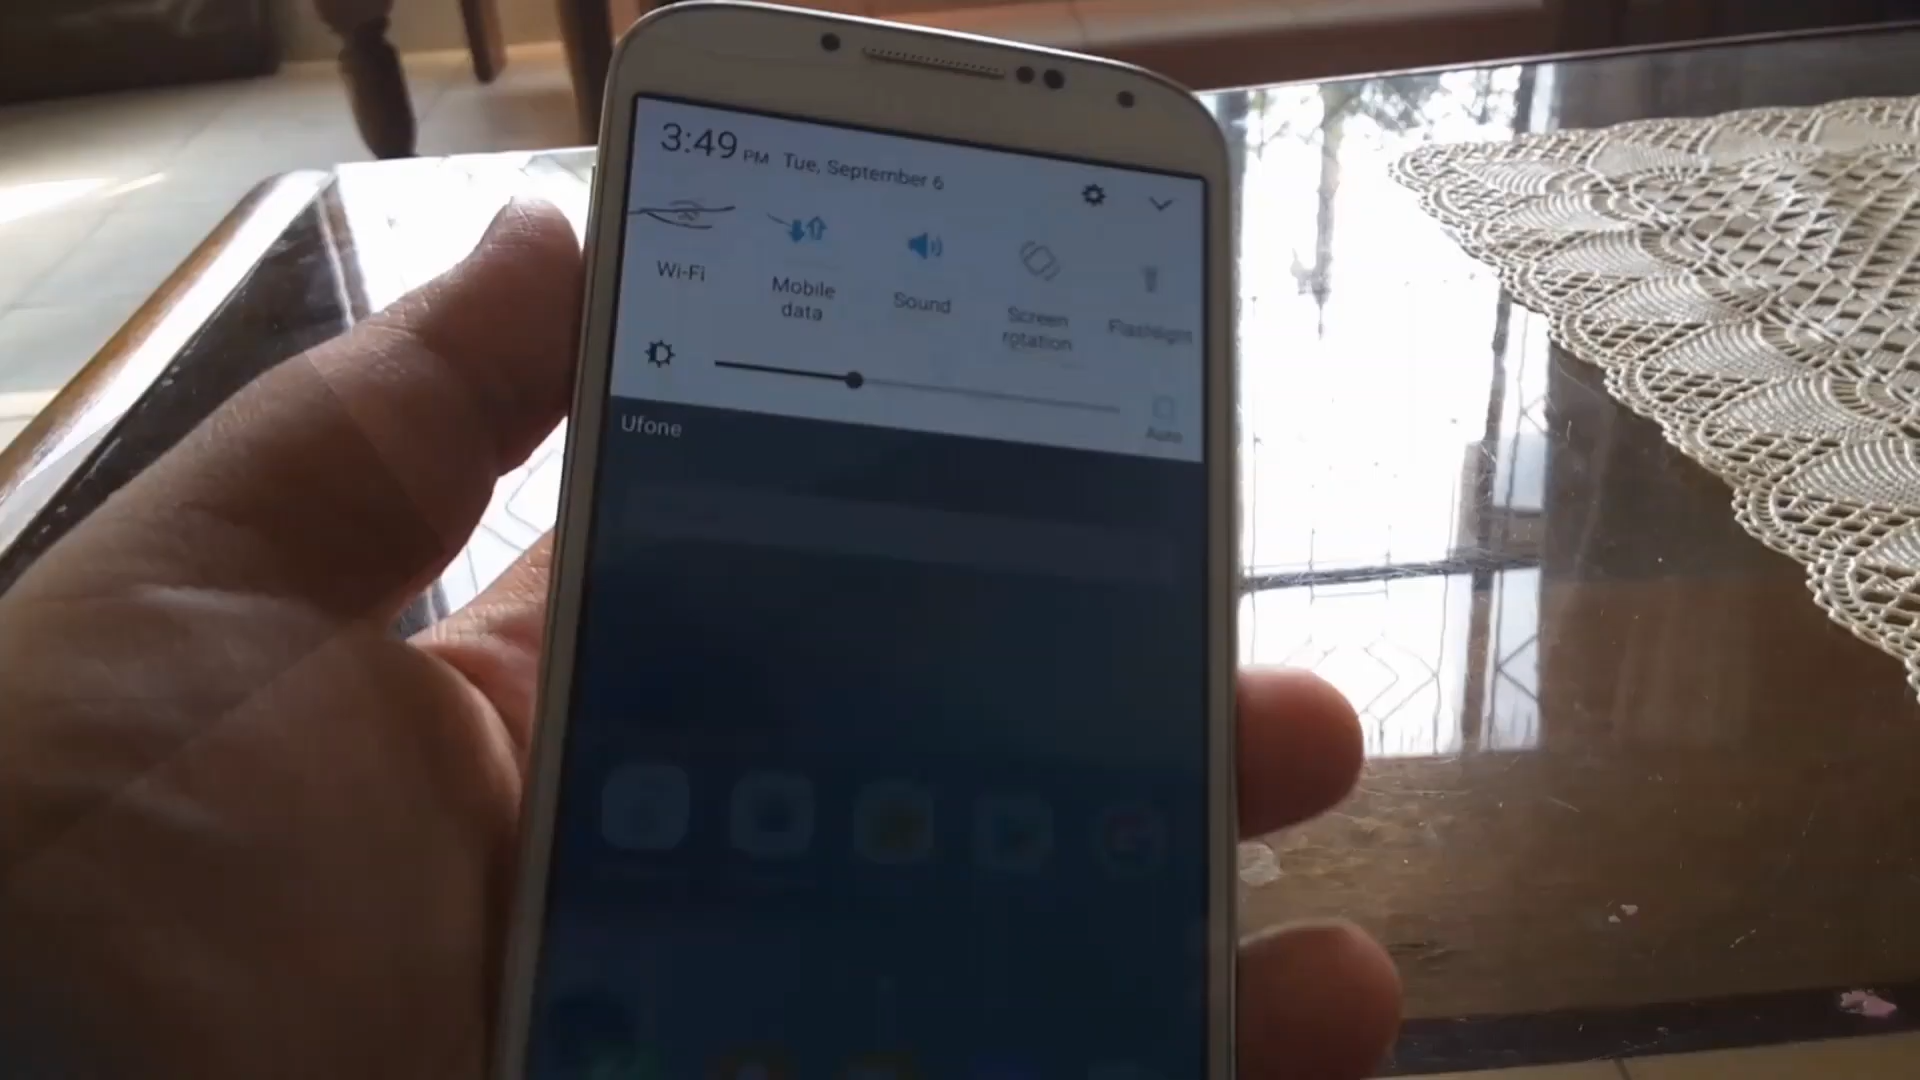 3:49 PM Tue, September 6
Wi-Fi
Mobile
data
Sound
Screen
rotation
Flashlight
Auto
Ufone